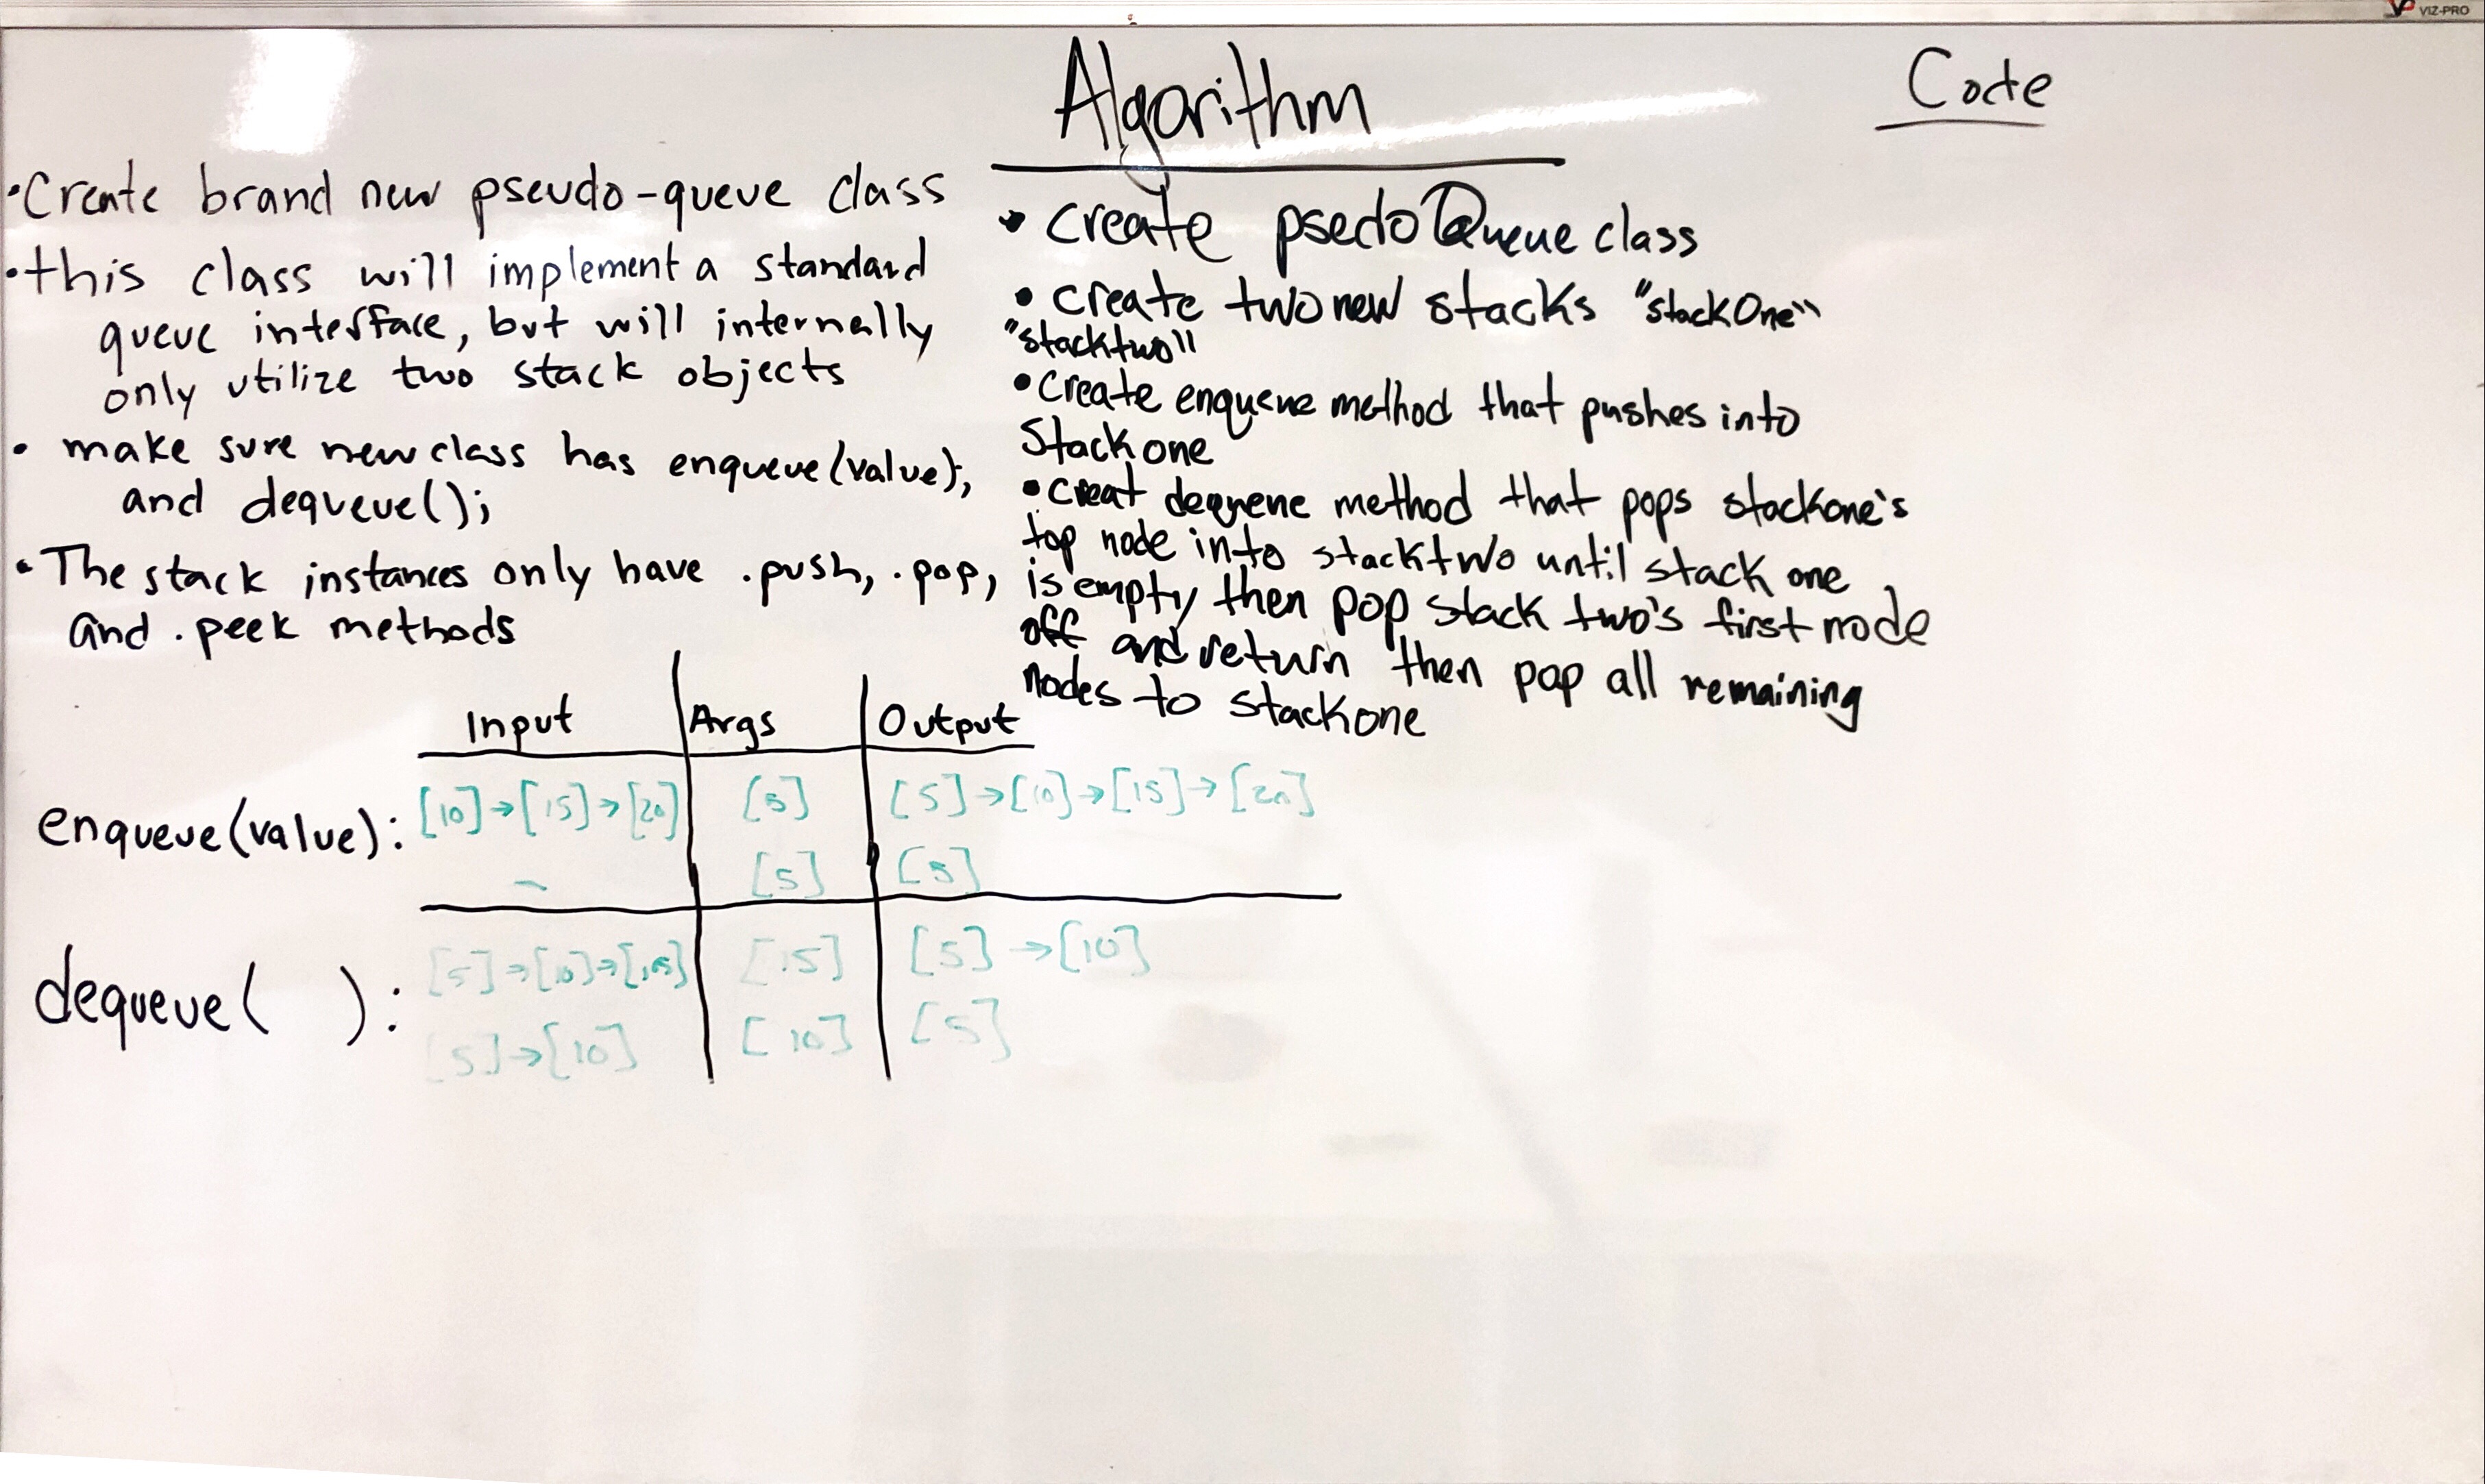 VIZ-PRO
• Create brand new pseudo-queue class
• this class will implement a standard
queue interface, but will internally
only utilize two stack objects
• make sure new class has enqueue(value);
and dequeue();
• The stack instances only have .push, .pop,
and .peek methods
Algorithm
• create psedoQueue class
• create two new stacks "stackOne"
"stacktwo"
• Create enqueue method that pushes into
Stack one
• Creat dequeue method that pops stackone's
top node into stacktwo until stack one
is empty then pop stack two's first node
off and return then pop all remaining
nodes to stackone
Code
Input Args Output
enqueue(value): [10]→[15]→[20] [5] [5]→[10]→[15]→[20]
- [5] [5]
dequeue( ): [5]→[10]→[15] [15] [5]→[10]
[5]→[10] [10] [5]